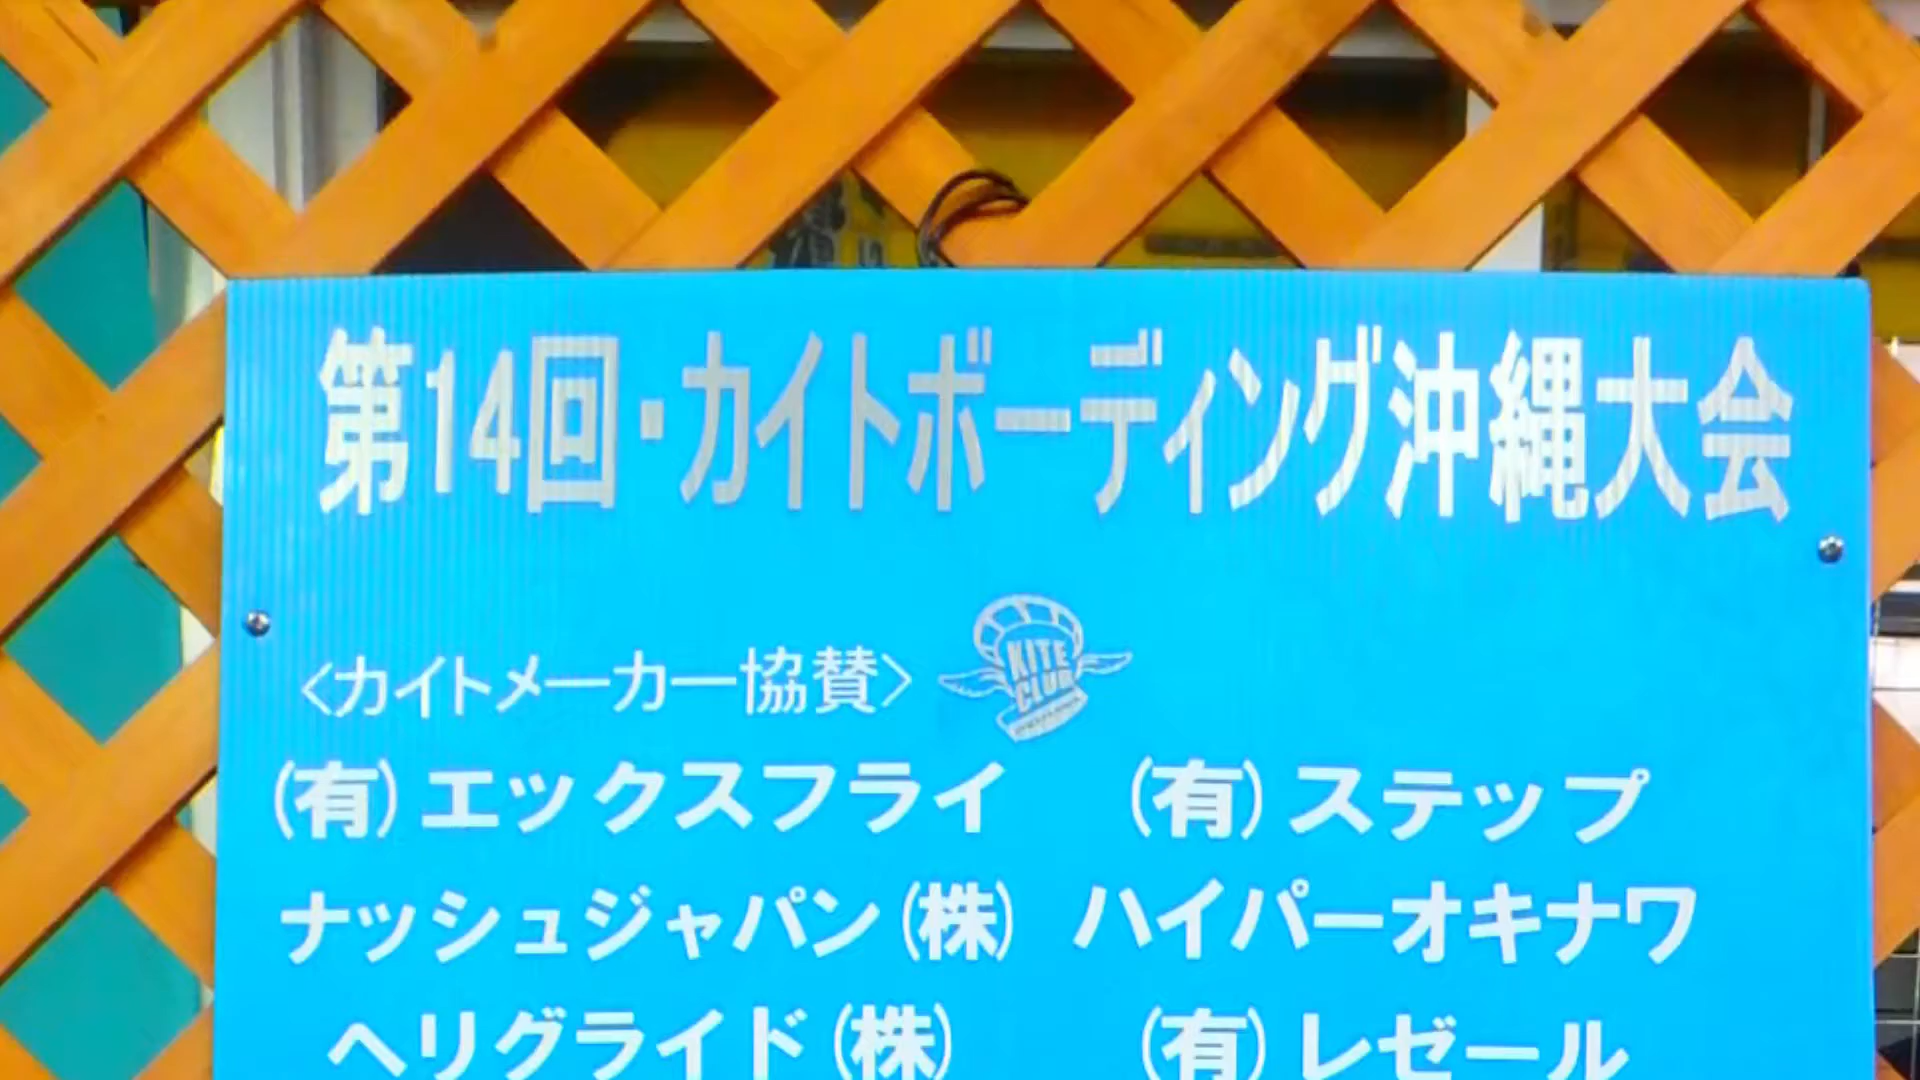 第14回・カイトボーディング沖縄大会
<カイトメーカー協賛>
KITE
CLUB
(有)エックスフライ (有)ステップ
ナッシュジャパン(株) ハイパーオキナワ
ヘリグライド(株) (有)レゼール